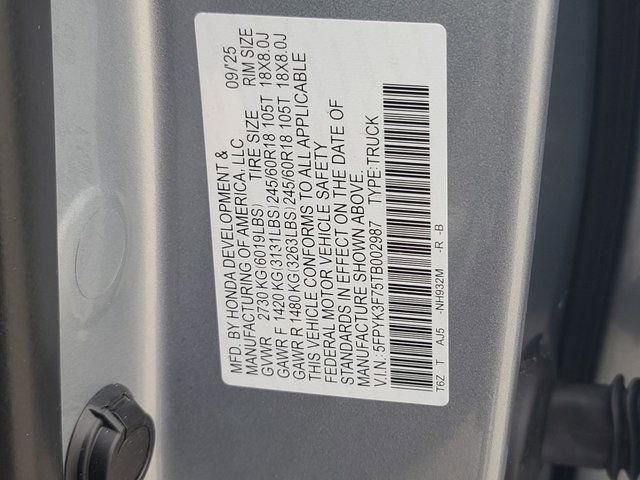 MFD. BY HONDA DEVELOPMENT & 09/'25
MANUFACTURING OF AMERICA, LLC
GVWR 2730 KG(6019LBS) TIRE SIZE RIM SIZE
GAWR F 1420 KG(3131LBS) 245/60R18 105T 18X8.0J
GAWR R 1480 KG(3263LBS) 245/60R18 105T 18X8.0J
THIS VEHICLE CONFORMS TO ALL APPLICABLE
FEDERAL MOTOR VEHICLE SAFETY
STANDARDS IN EFFECT ON THE DATE OF
MANUFACTURE SHOWN ABOVE.
V.I.N.: 5FPYK3F75TB002987 TYPE: TRUCK
T6Z T AJ5 -NH932M -R -B